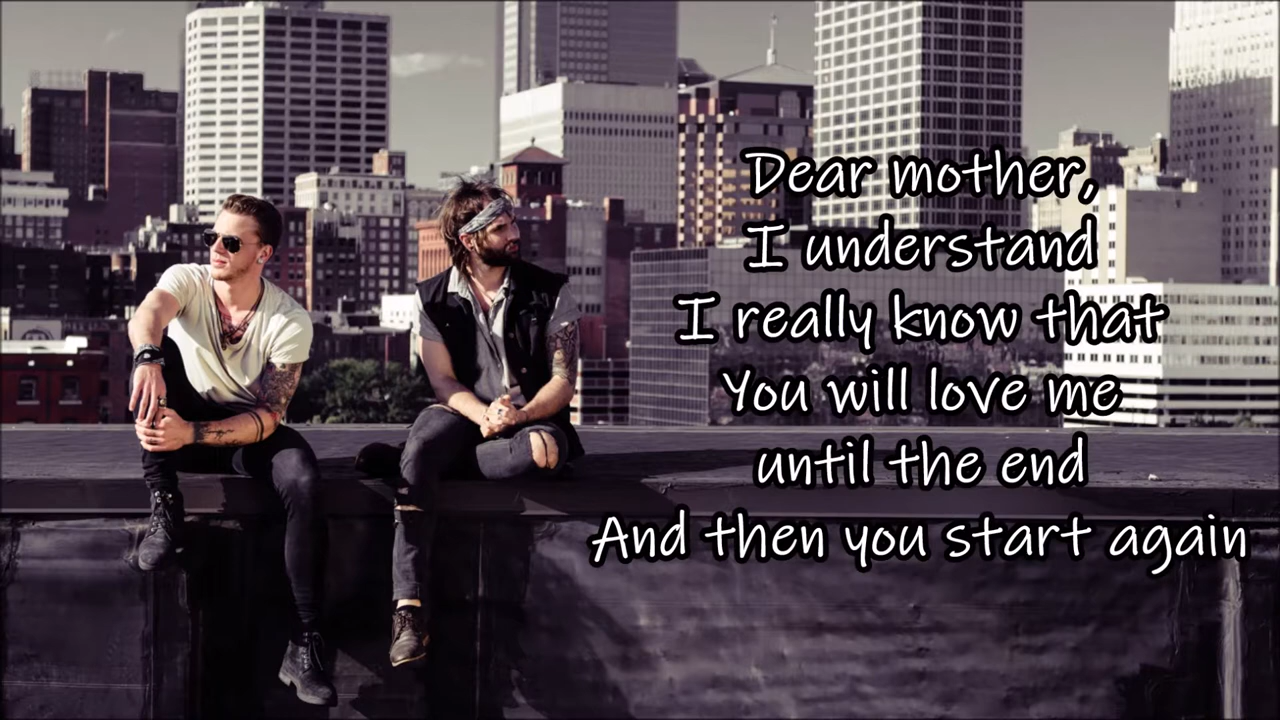 Dear mother,
I understand
I really know that
You will love me
until the end
And then you start again